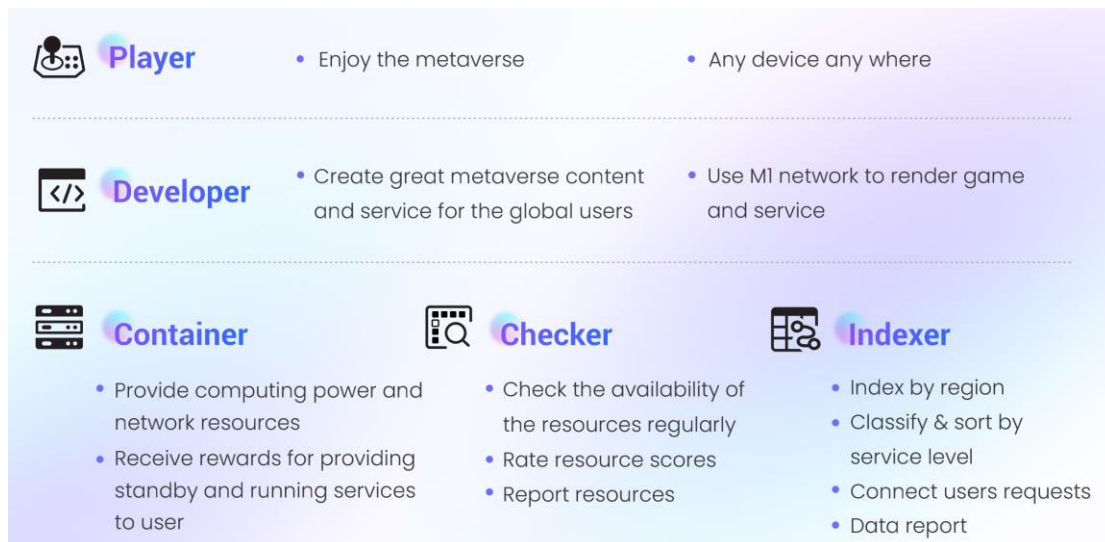 Player
• Enjoy the metaverse
• Any device any where
Developer
• Create great metaverse content
and service for the global users
• Use M1 network to render game
and service
Container
• Provide computing power and
network resources
• Receive rewards for providing
standby and running services
to user
Checker
• Check the availability of
the resources regularly
• Rate resource scores
• Report resources
Indexer
• Index by region
• Classify & sort by
service level
• Connect users requests
• Data report